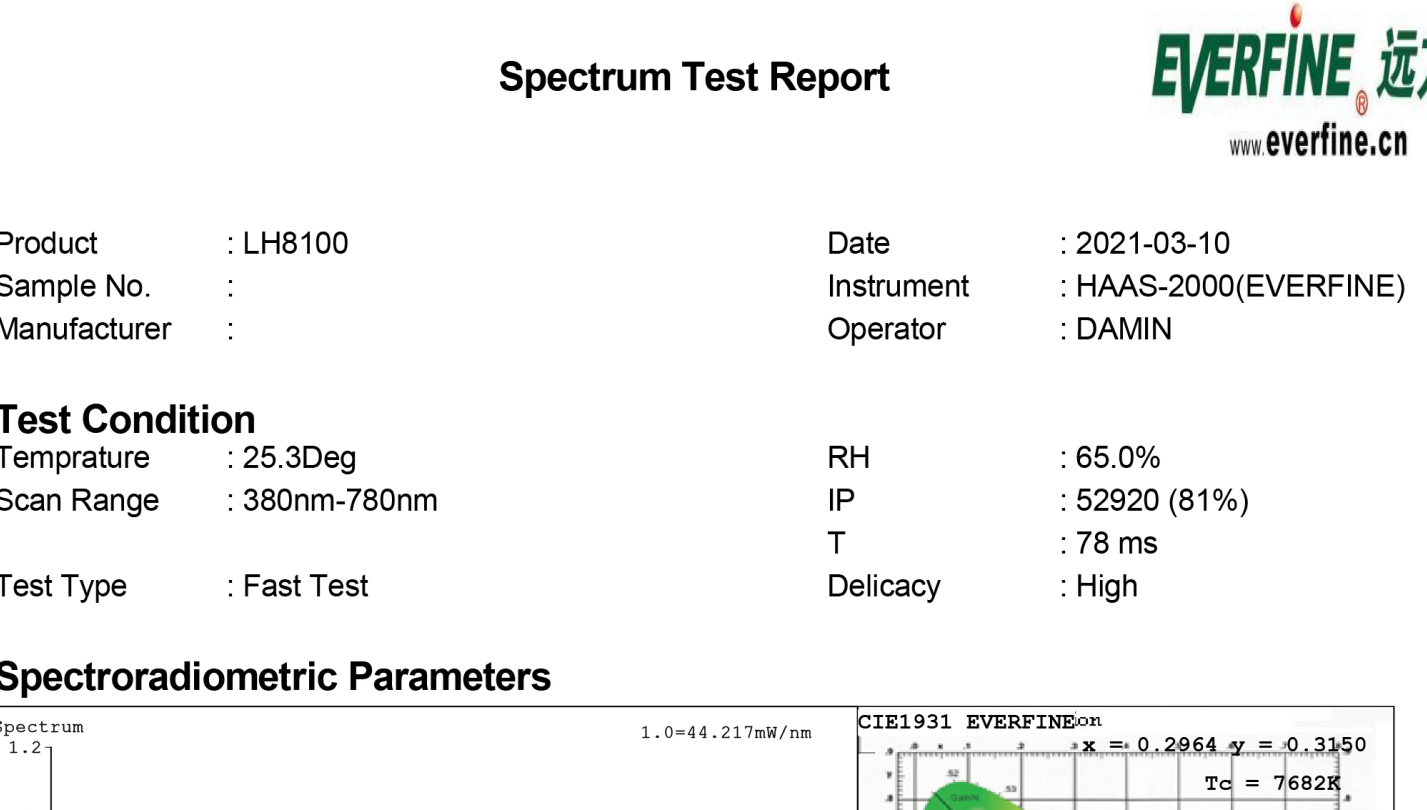 EVERFINE® 远
Spectrum Test Report
www.everfine.cn
Product : LH8100 Date : 2021-03-10
Sample No. : Instrument : HAAS-2000(EVERFINE)
Manufacturer : Operator : DAMIN
Test Condition
Temprature : 25.3Deg RH : 65.0%
Scan Range : 380nm-780nm IP : 52920 (81%)
T : 78 ms
Test Type : Fast Test Delicacy : High
Spectroradiometric Parameters
Spectrum 1.0=44.217mW/nm CIE1931 EVERFINE
1.2 x = 0.2964 y = 0.3150
Tc = 7682K
.52
.53